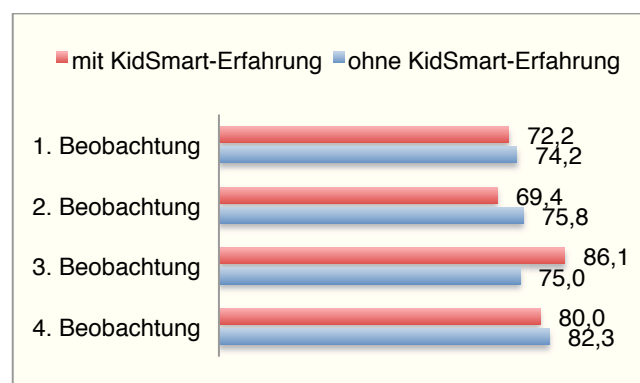 mit KidSmart-Erfahrung ohne KidSmart-Erfahrung
1. Beobachtung 72,2
74,2
2. Beobachtung 69,4
75,8
3. Beobachtung 86,1
75,0
4. Beobachtung 80,0
82,3